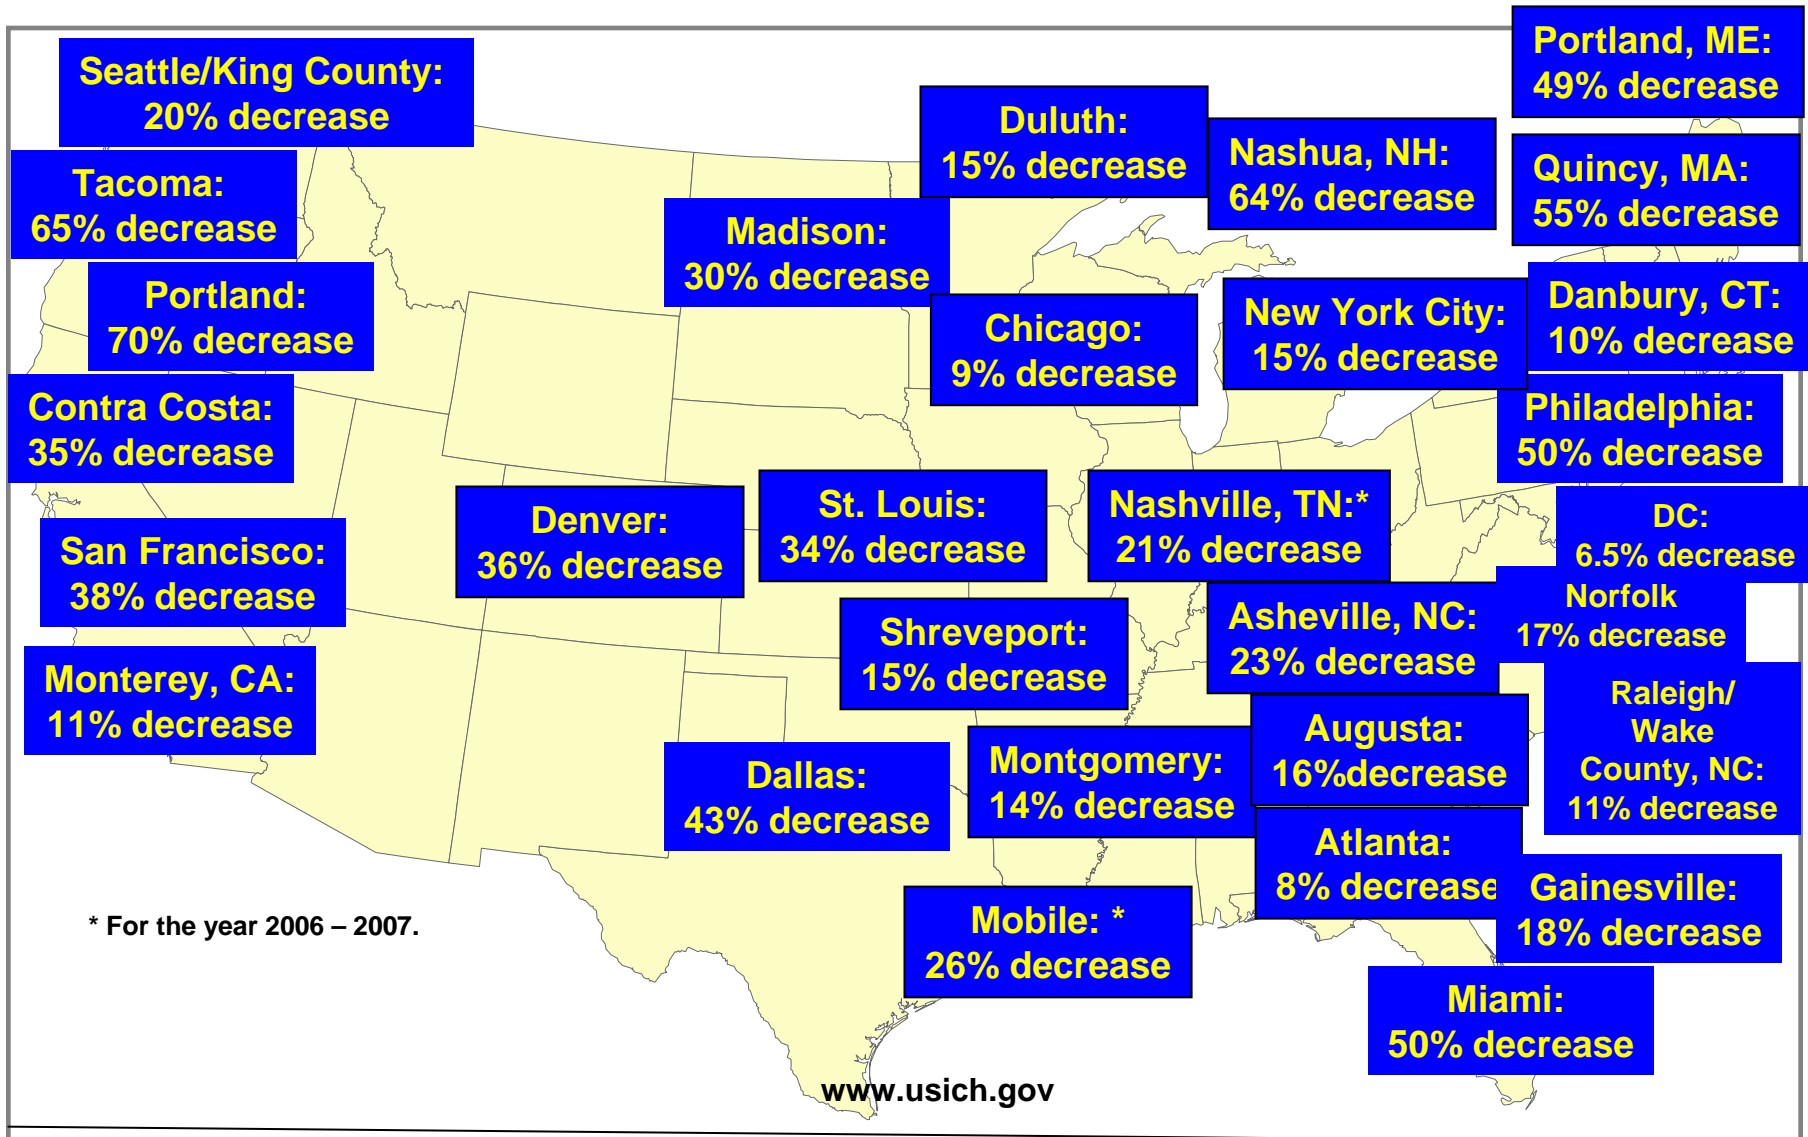 Portland, ME:
49% decrease
Seattle/King County:
20% decrease
Duluth:
15% decrease
Nashua, NH:
64% decrease
Quincy, MA:
55% decrease
Tacoma:
65% decrease
Madison:
30% decrease
Portland:
70% decrease
Chicago:
9% decrease
New York City:
15% decrease
Danbury, CT:
10% decrease
Contra Costa:
35% decrease
Philadelphia:
50% decrease
Denver:
36% decrease
St. Louis:
34% decrease
Nashville, TN:*
21% decrease
DC:
6.5% decrease
San Francisco:
38% decrease
Norfolk
17% decrease
Shreveport:
15% decrease
Asheville, NC:
23% decrease
Monterey, CA:
11% decrease
Raleigh/
Wake
County, NC:
11% decrease
Augusta:
16%decrease
Dallas:
43% decrease
Montgomery:
14% decrease
Atlanta:
8% decrease
Gainesville:
18% decrease
Mobile: *
26% decrease
* For the year 2006 – 2007.
Miami:
50% decrease
www.usich.gov